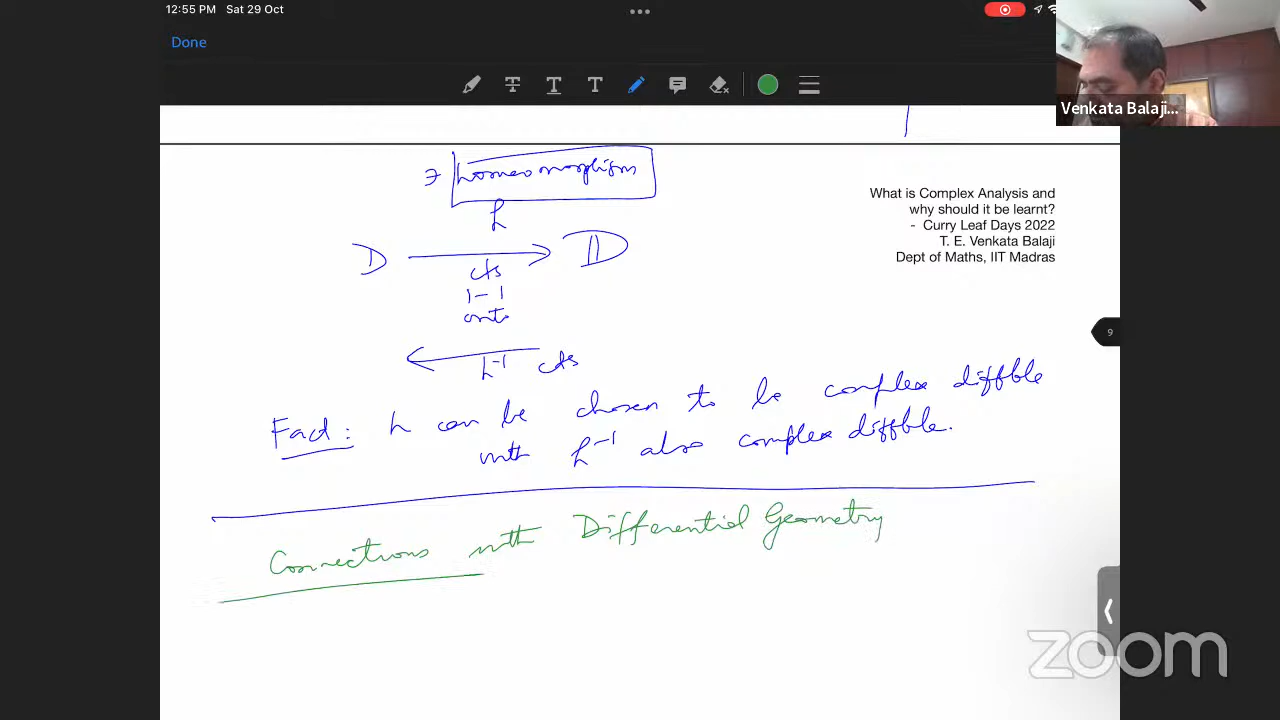 12:55 PM Sat 29 Oct
Done
T T T
Venkata Balaji...
∃ homeomorphism
What is Complex Analysis and
why should it be learnt?
- Curry Leaf Days 2022
T. E. Venkata Balaji
Dept of Maths, IIT Madras
h
D 𝔻
cts
1-1
onto
9
h⁻¹ cts
Fact: h can be chosen to be complex diffble
with h⁻¹ also complex diffble.
Connections with Differential Geometry
zoom